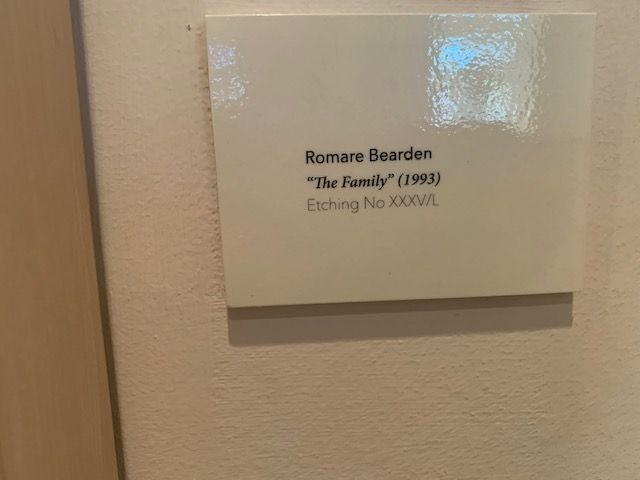 Romare Bearden
“The Family” (1993)
Etching No XXXV/L